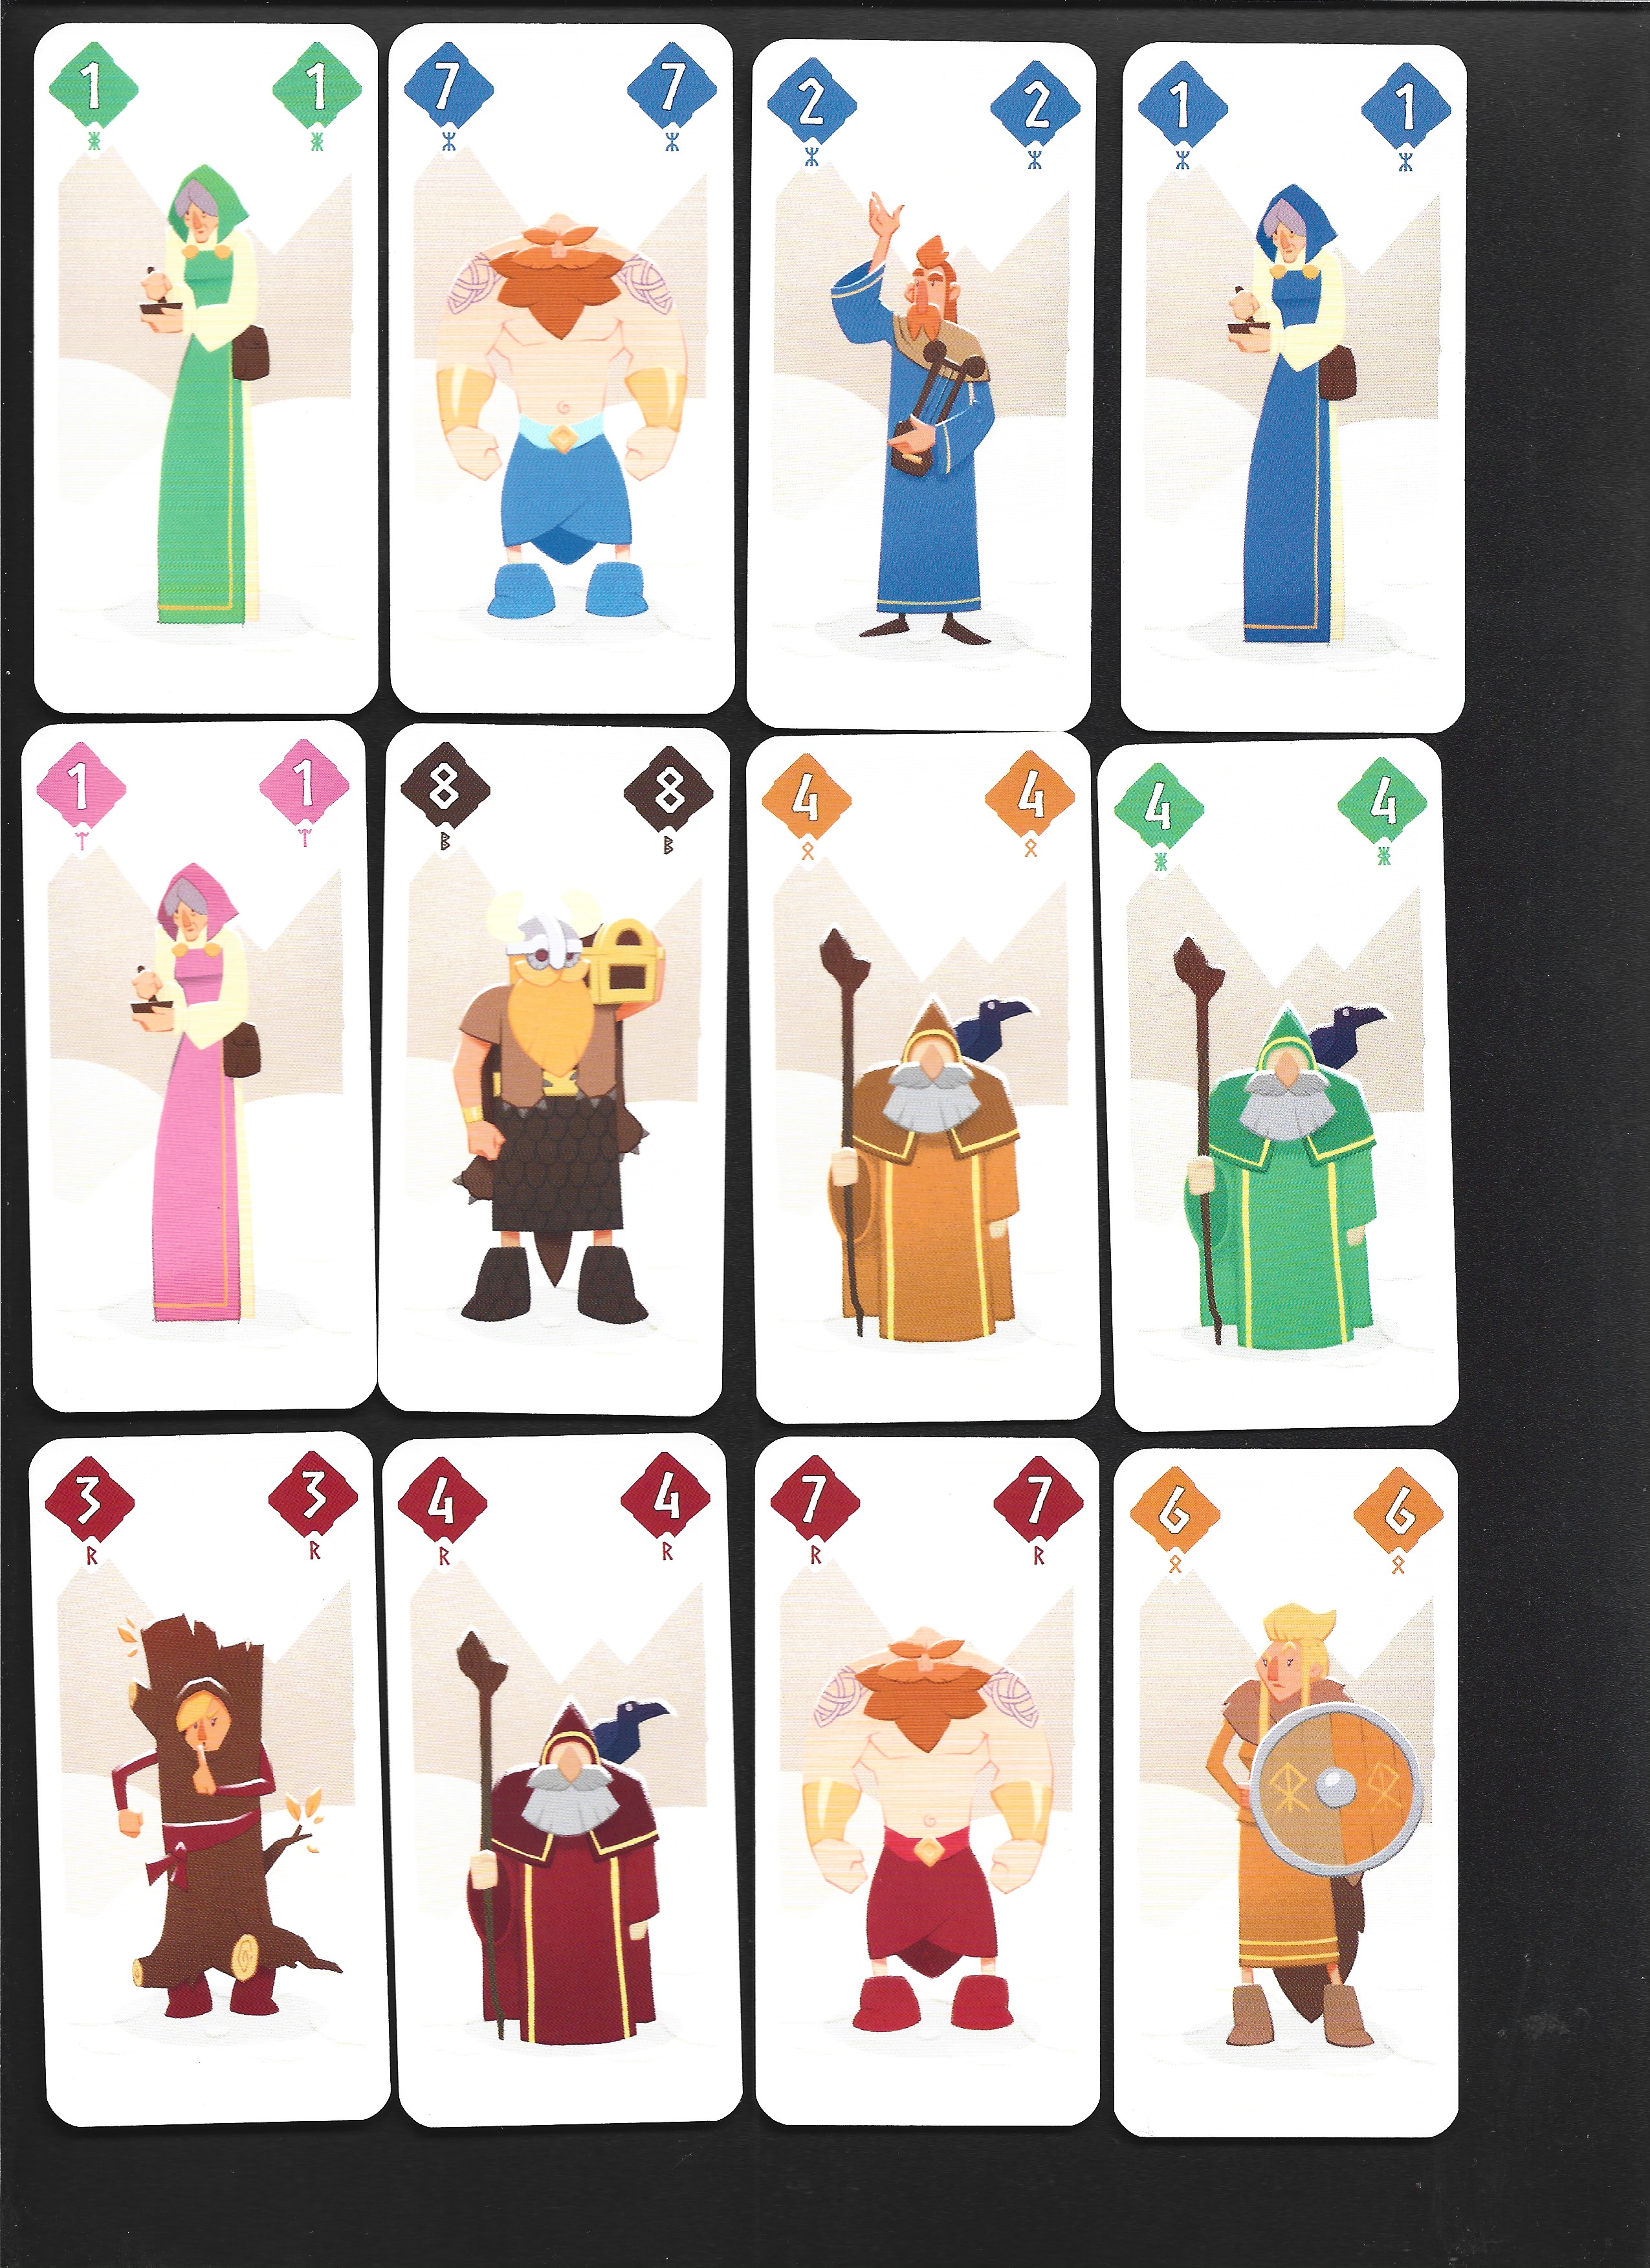 1 1 7 7 2 2 1 1
ᛯ ᛯ
1 1 8 8 4 4 4 4
ᛒ ᛒ ᛟ ᛟ
3 3 4 4 7 7 6 6
ᚱ ᚱ ᚱ ᚱ ᚱ ᚱ ᛟ ᛟ